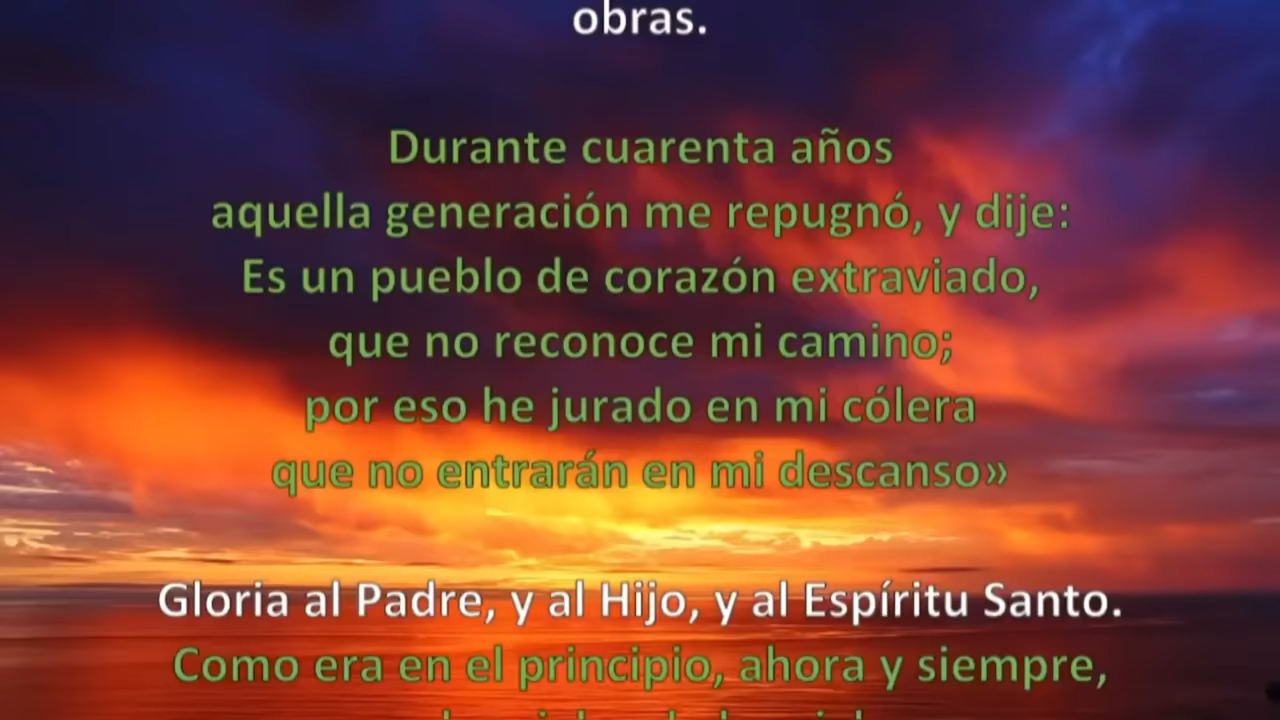 obras.
Durante cuarenta años
aquella generación me repugnó, y dije:
Es un pueblo de corazón extraviado,
que no reconoce mi camino;
por eso he jurado en mi cólera
que no entrarán en mi descanso»
Gloria al Padre, y al Hijo, y al Espíritu Santo.
Como era en el principio, ahora y siempre,